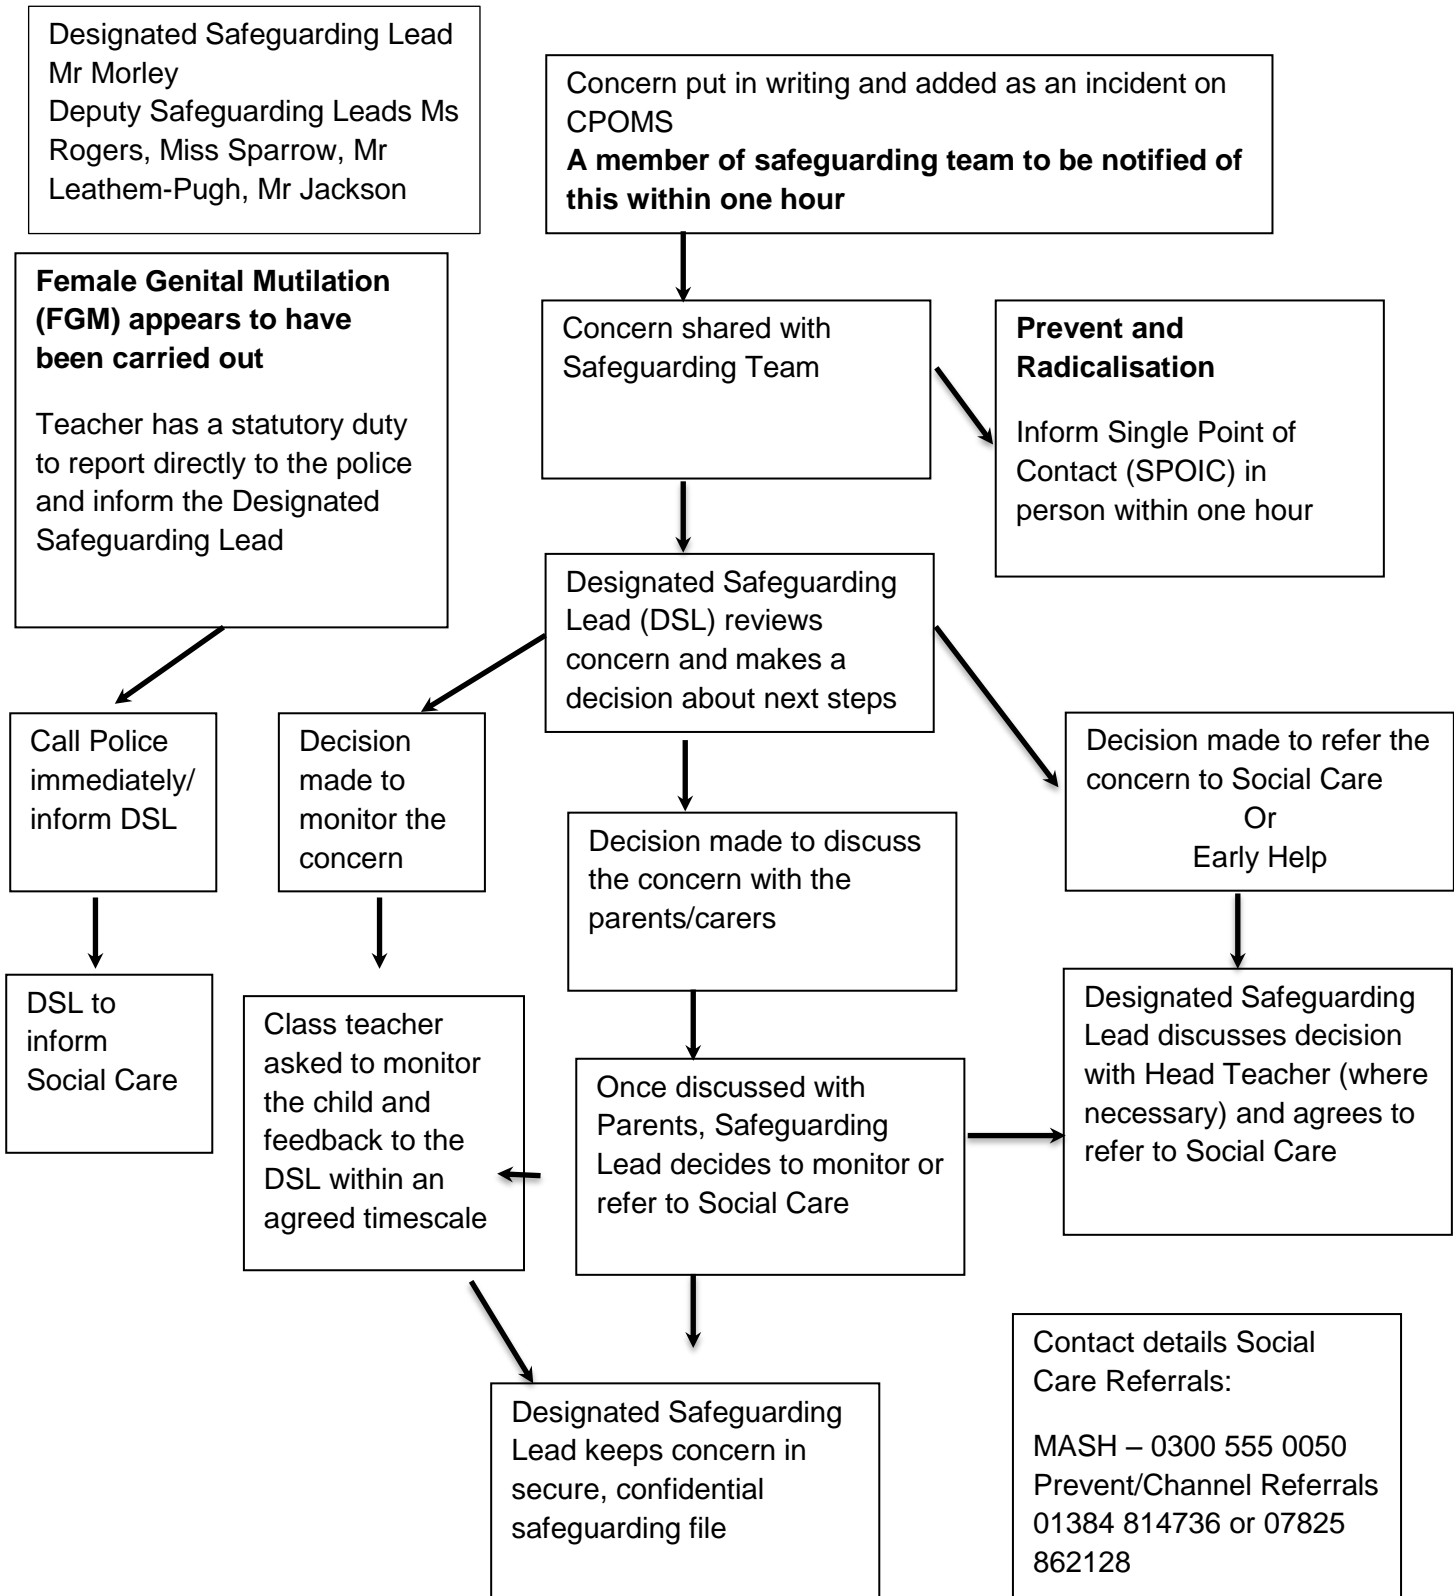 Designated Safeguarding Lead
Mr Morley
Deputy Safeguarding Leads Ms
Rogers, Miss Sparrow, Mr
Leathem-Pugh, Mr Jackson
Concern put in writing and added as an incident on
CPOMS
A member of safeguarding team to be notified of
this within one hour
Female Genital Mutilation
(FGM) appears to have
been carried out
Teacher has a statutory duty
to report directly to the police
and inform the Designated
Safeguarding Lead
Concern shared with
Safeguarding Team
Prevent and
Radicalisation
Inform Single Point of
Contact (SPOIC) in
person within one hour
Designated Safeguarding
Lead (DSL) reviews
concern and makes a
decision about next steps
Call Police
immediately/
inform DSL
Decision
made to
monitor the
concern
Decision made to discuss
the concern with the
parents/carers
Decision made to refer the
concern to Social Care
Or
Early Help
DSL to
inform
Social Care
Class teacher
asked to monitor
the child and
feedback to the
DSL within an
agreed timescale
Once discussed with
Parents, Safeguarding
Lead decides to monitor or
refer to Social Care
Designated Safeguarding
Lead discusses decision
with Head Teacher (where
necessary) and agrees to
refer to Social Care
Designated Safeguarding
Lead keeps concern in
secure, confidential
safeguarding file
Contact details Social
Care Referrals:
MASH – 0300 555 0050
Prevent/Channel Referrals
01384 814736 or 07825
862128